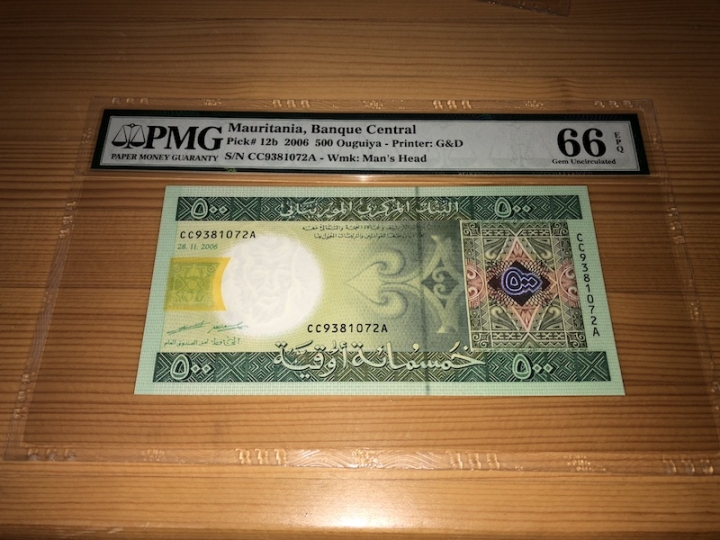 PMG
PAPER MONEY GUARANTY
Mauritania, Banque Central
Pick# 12b 2006 500 Ouguiya - Printer: G&D
S/N CC9381072A - Wmk: Man's Head
66 EPQ
Gem Uncirculated
٥٠٠ البنك المركزي الموريتاني ٥٠٠
CC9381072A
28.11.2006
CC9381072A
٥٠٠
CC9381072A
٥٠٠ خمسمائة أوقية ٥٠٠